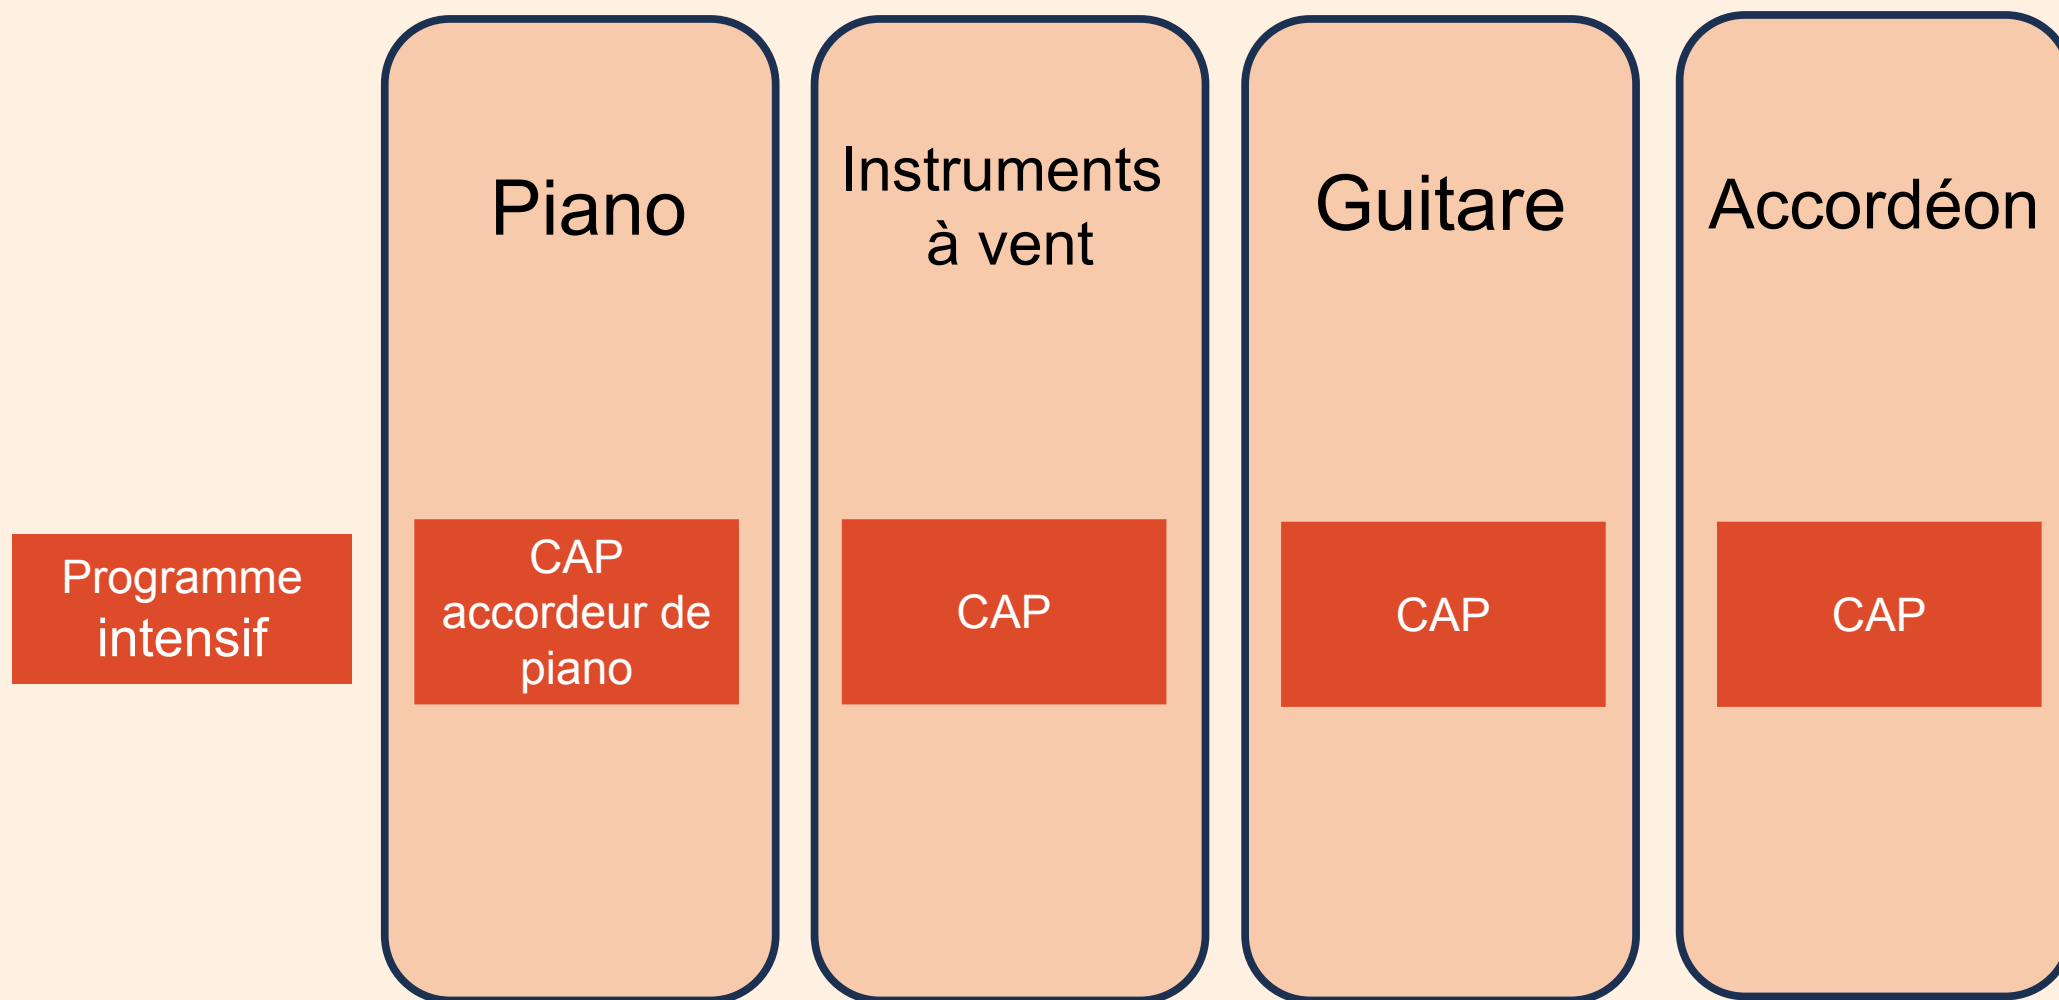 Piano
Instruments
à vent
Guitare
Accordéon
Programme
intensif
CAP
accordeur de
piano
CAP
CAP
CAP